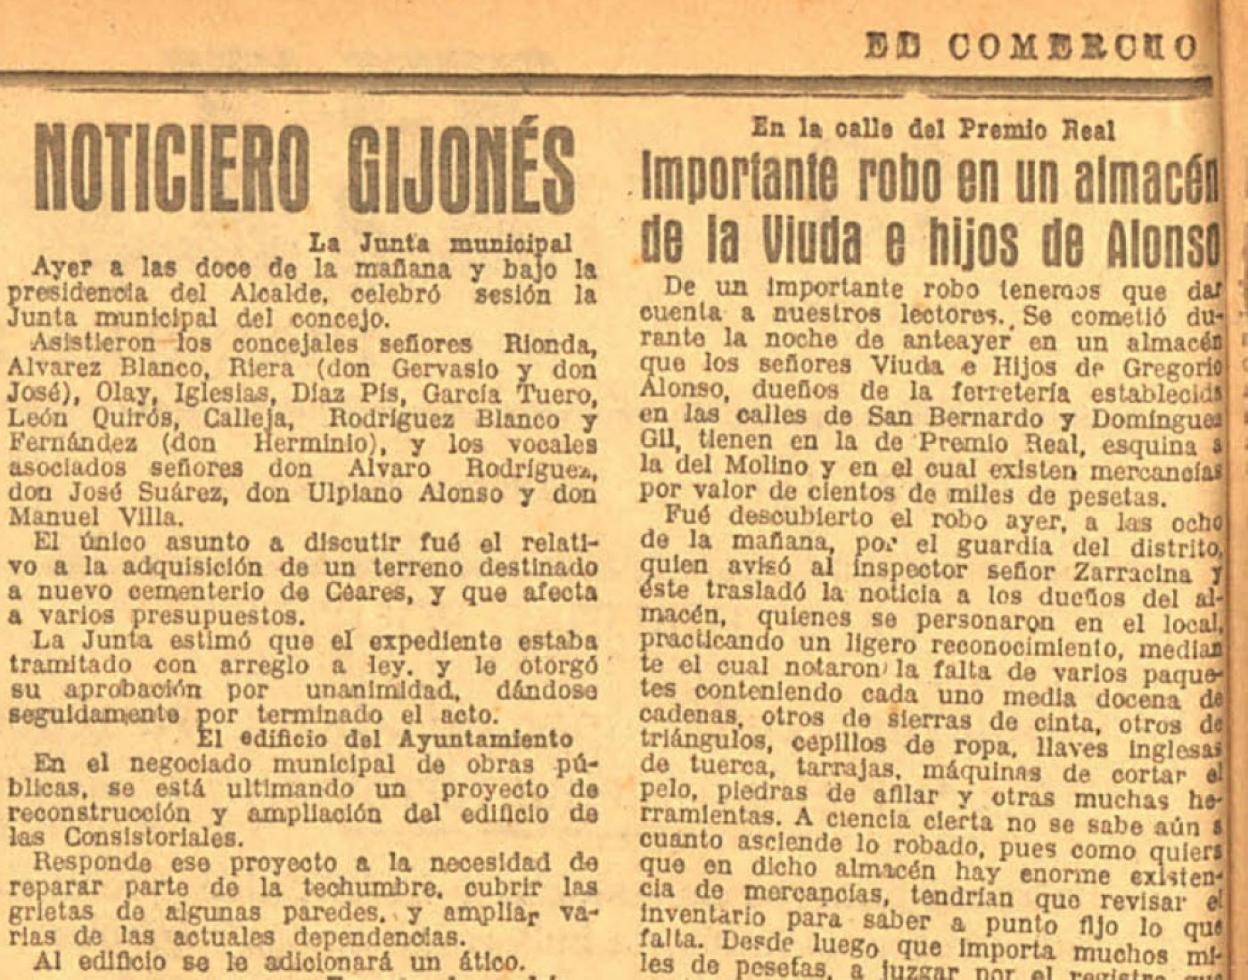 EL COMERCIO
NOTICIERO GIJONÉS
La Junta municipal
Ayer a las doce de la mañana y bajo la
presidencia del Alcalde, celebró sesión la
Junta municipal del concejo.
Asistieron los concejales señores Rionda,
Alvarez Blanco, Riera (don Gervasio y don
José), Olay, Iglesias, Díaz Pis, García Tuero,
León Quirós, Calleja, Rodríguez Blanco y
Fernández (don Herminio), y los vocales
asociados señores don Alvaro Rodríguez,
don José Suárez, don Ulpiano Alonso y don
Manuel Villa.
El único asunto a discutir fué el relati-
vo a la adquisición de un terreno destinado
a nuevo cementerio de Ceares, y que afecta
a varios presupuestos.
La Junta estimó que el expediente estaba
tramitado con arreglo a ley, y le otorgó
su aprobación por unanimidad, dándose
seguidamente por terminado el acto.
El edificio del Ayuntamiento
En el negociado municipal de obras pú-
blicas, se está ultimando un proyecto de
reconstrucción y ampliación del edificio de
las Consistoriales.
Responde ese proyecto a la necesidad de
reparar parte de la techumbre, cubrir las
grietas de algunas paredes, y ampliar va-
rias de las actuales dependencias.
Al edificio se le adicionará un ático.
En la calle del Premio Real
Importante robo en un almacén
de la Viuda e hijos de Alonso
De un importante robo tenemos que dar
cuenta a nuestros lectores. Se cometió du-
rante la noche de anteayer en un almacén
que los señores Viuda e Hijos de Gregorio
Alonso, dueños de la ferretería establecida
en las calles de San Bernardo y Domínguez
Gil, tienen en la de Premio Real, esquina a
la del Molino y en el cual existen mercancías
por valor de cientos de miles de pesetas.
Fué descubierto el robo ayer, a las ocho
de la mañana, por el guardia del distrito,
quien avisó al inspector señor Zarracina y
éste trasladó la noticia a los dueños del al-
macén, quienes se personaron en el local,
practicando un ligero reconocimiento, median
te el cual notaron la falta de varios paque-
tes conteniendo cada uno media docena de
cadenas, otros de sierras de cinta, otros de
triángulos, cepillos de ropa, llaves inglesas
de tuerca, tarrajas, máquinas de cortar el
pelo, piedras de afilar y otras muchas he-
rramientas. A ciencia cierta no se sabe aún a
cuanto asciende lo robado, pues como quiera
que en dicho almacén hay enorme existen-
cia de mercancías, tendrían que revisar el
inventario para saber a punto fijo lo que
falta. Desde luego que importa muchos mi-
les de pesetas, a juzgar por el